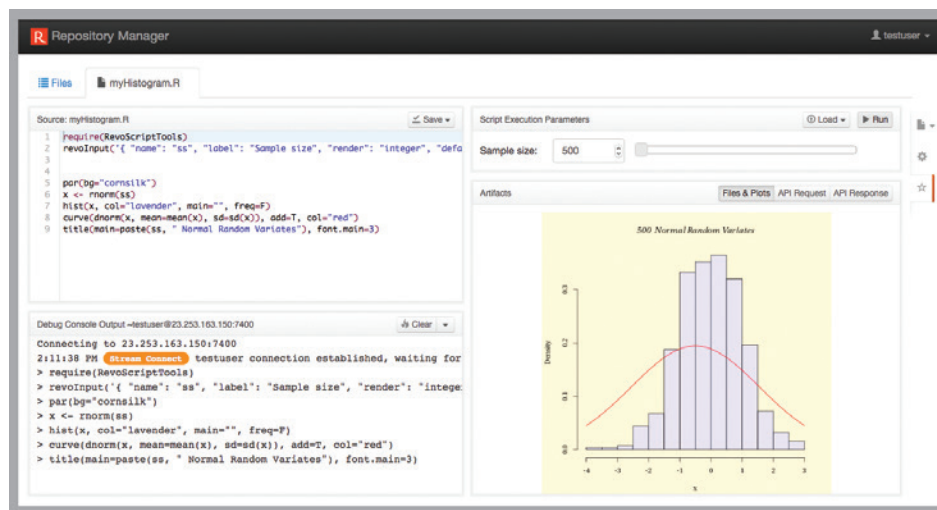 R Repository Manager
testuser
Files
myHistogram.R
Source: myHistogram.R
Save
1 require(RevoScriptTools)
2 revoInput('{ "name": "ss", "label": "Sample size", "render": "integer", "defa
3
4
5 par(bg="cornsilk")
6 x <- rnorm(ss)
7 hist(x, col="lavender", main="", freq=F)
8 curve(dnorm(x, mean=mean(x), sd=sd(x)), add=T, col="red")
9 title(main=paste(ss, " Normal Random Variates"), font.main=3)
Debug Console Output ~testuser@23.253.163.150:7400
Clear
Connecting to 23.253.163.150:7400
2:11:38 PM Stream Connect testuser connection established, waiting for
> require(RevoScriptTools)
> revoInput('{ "name": "ss", "label": "Sample size", "render": "intege
> par(bg="cornsilk")
> x <- rnorm(ss)
> hist(x, col="lavender", main="", freq=F)
> curve(dnorm(x, mean=mean(x), sd=sd(x)), add=T, col="red")
> title(main=paste(ss, " Normal Random Variates"), font.main=3)
Script Execution Parameters
Load
Run
Sample size: 500
Artifacts
Files & Plots API Request API Response
500 Normal Random Variates
Density
0.3
0.2
0.1
0.0
-4 -3 -2 -1 0 1 2 3
x